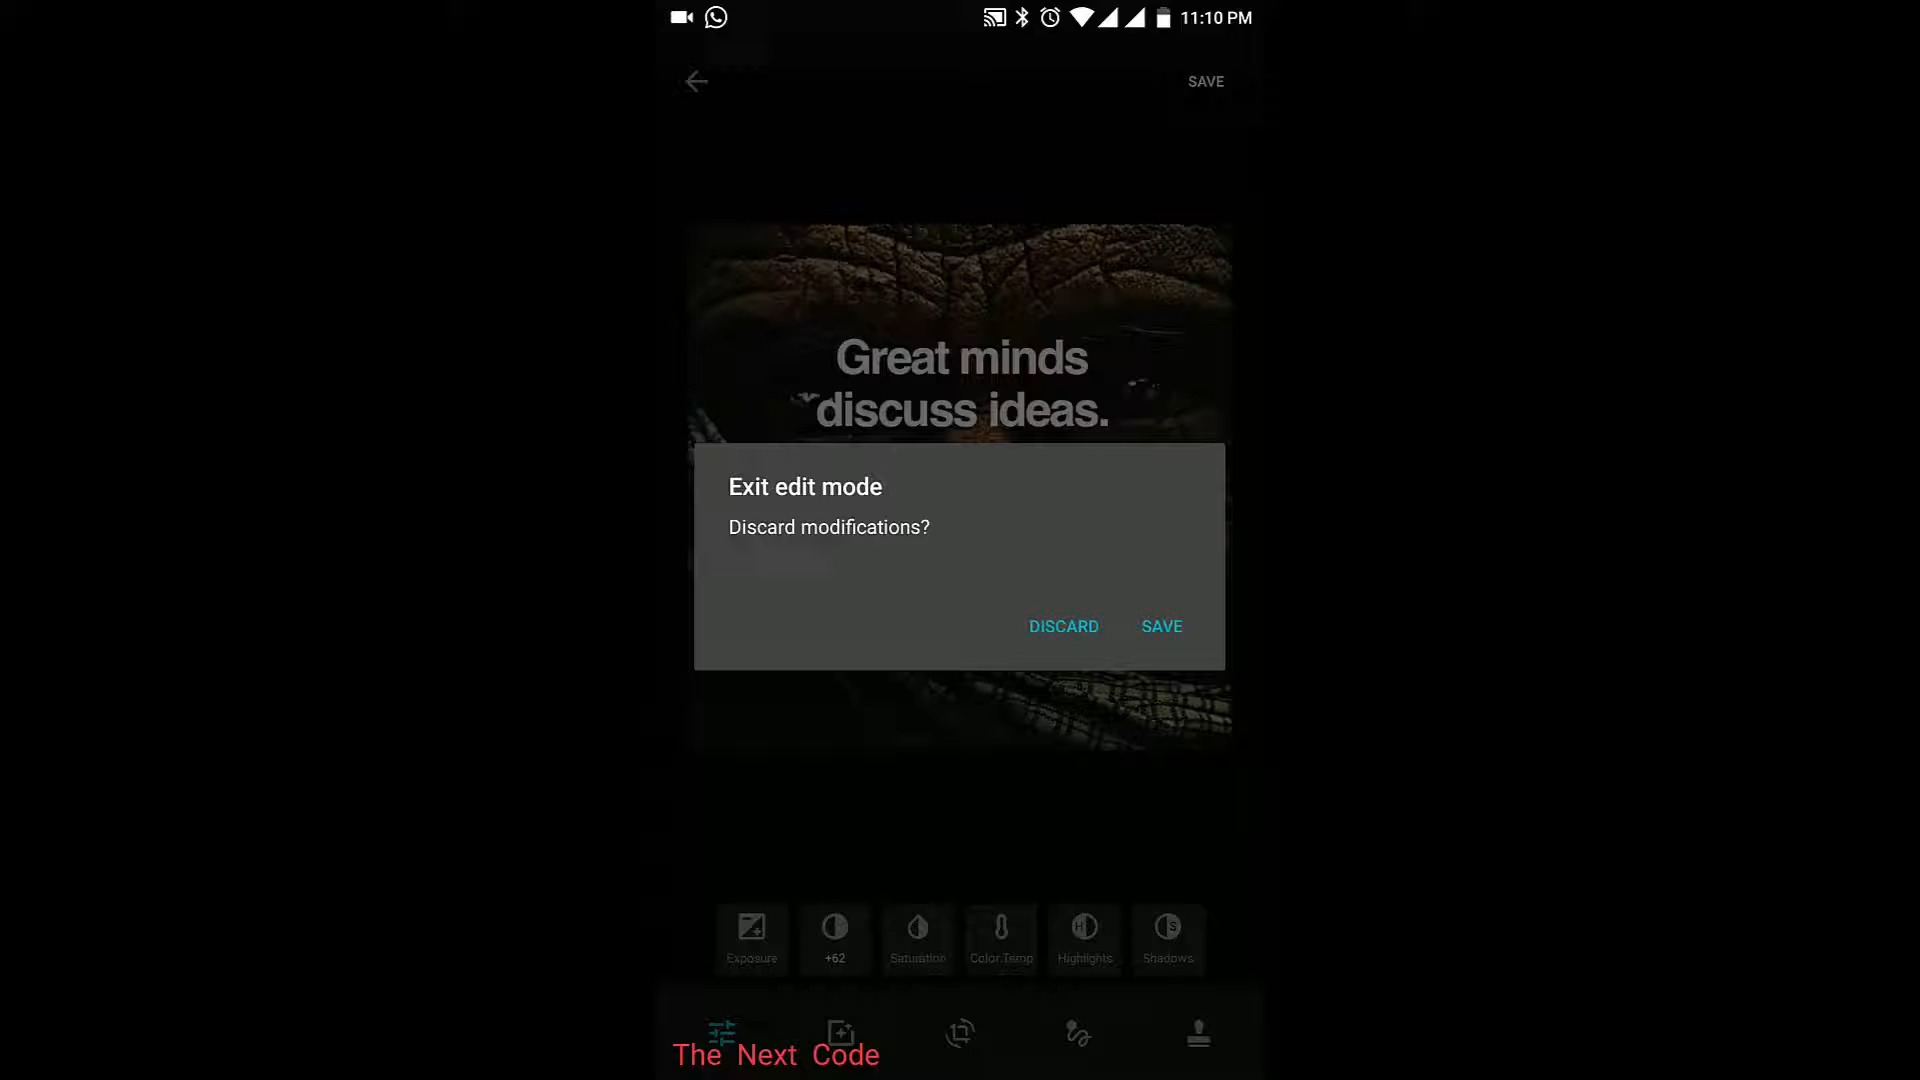 11:10 PM
SAVE
Great minds
discuss ideas.
Exit edit mode
Discard modifications?
DISCARD SAVE
Exposure +62 Saturation Color Temp Highlights Shadows
The Next Code